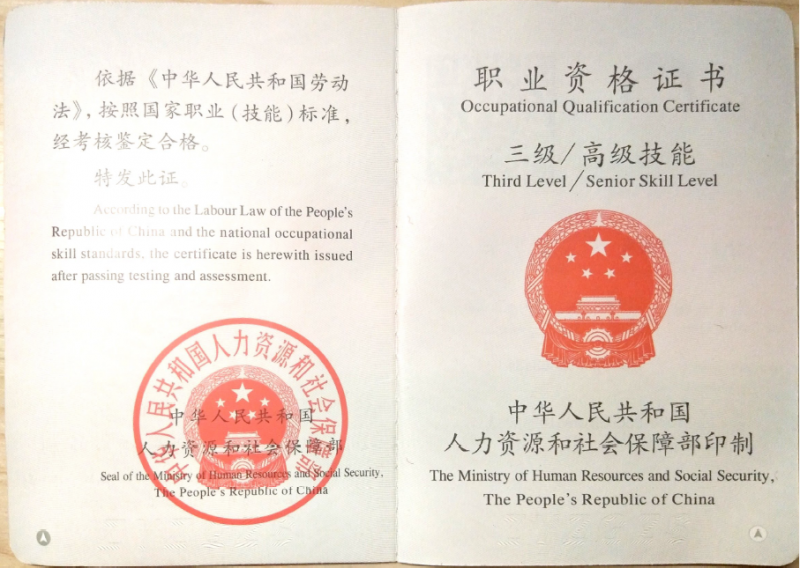 依据《中华人民共和国劳动
法》，按照国家职业（技能）标准，
经考核鉴定合格。
特发此证。
According to the Labour Law of the People's
Republic of China and the national occupational
skill standards, the certificate is herewith issued
after passing testing and assessment.
中华人民共和国人力资源和社会保障部
中华人民共和国
人力资源和社会保障部
Seal of the Ministry of Human Resources and Social Security,
The People's Republic of China
职业资格证书
Occupational Qualification Certificate
三级/高级技能
Third Level/Senior Skill Level
中华人民共和国
人力资源和社会保障部印制
The Ministry of Human Resources and Social Security,
The People's Republic of China